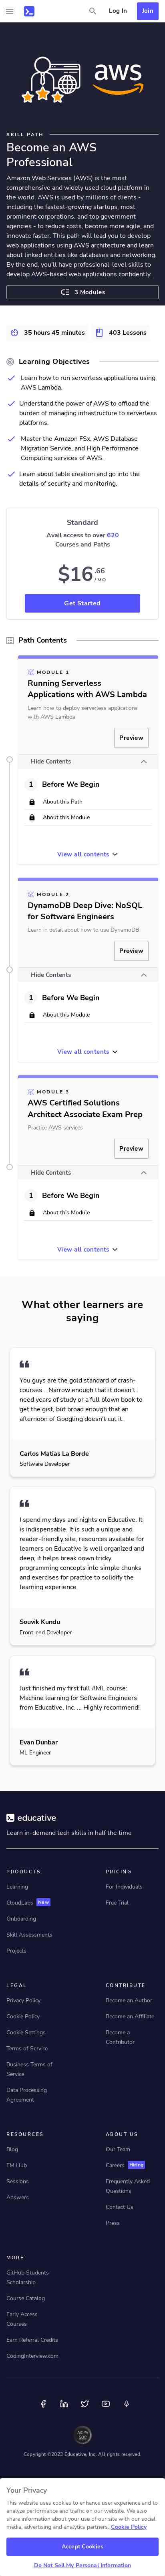 Log In
Join
aws
SKILL PATH
Become an AWS
Professional
Amazon Web Services (AWS) is the most
comprehensive and widely used cloud platform in
the world. AWS is used by millions of clients -
including the fastest-growing startups, most
prominent corporations, and top government
agencies - to reduce costs, become more agile, and
innovate faster. This path will allow you to develop
web applications using AWS architecture and learn
about linked entities like databases and networking.
By the end of this learning path, you'll be able to self-
develop AWS-based web applications confidently.
3 Modules
35 hours 45 minutes
403 Lessons
Learning Objectives
Learn how to run serverless applications using
AWS Lambda.
Understand the power of AWS to offload the
burden of managing infrastructure to serverless
platforms.
Master the Amazon FSx, AWS Database
Migration Service, and High Performance
Computing services of AWS.
Learn about table creation and go into the
details of security and monitoring.
Standard
Avail access to over 620
Courses and Paths
$16.66
/MO
Get Started
Path Contents
MODULE 1
Running Serverless
Applications with AWS Lambda
Learn how to deploy serverless applications
with AWS Lambda
Preview
Hide Contents
1 Before We Begin
About this Path
About this Module
View all contents
MODULE 2
DynamoDB Deep Dive: NoSQL
for Software Engineers
Learn in detail about how to use DynamoDB
Preview
Hide Contents
1 Before We Begin
About this Module
View all contents
MODULE 3
AWS Certified Solutions
Architect Associate Exam Prep
Practice AWS services
Preview
Hide Contents
1 Before We Begin
About this Module
View all contents
What other learners are
saying
You guys are the gold standard of crash-
courses... Narrow enough that it doesn't
need years of study or a full blown book to
get the gist, but broad enough that an
afternoon of Googling doesn't cut it.
Carlos Matias La Borde
Software Developer
I spend my days and nights on Educative. It
is indispensable. It is such a unique and
reader-friendly site, resources available for
learners on Educative is well organized and
deep, it helps break down tricky
programming concepts into simple chunks
and has exercises for practice to solidify the
learning experience.
Souvik Kundu
Front-end Developer
Just finished my first full #ML course:
Machine learning for Software Engineers
from Educative, Inc. ... Highly recommend!
Evan Dunbar
ML Engineer
educative
Learn in-demand tech skills in half the time
PRODUCTS
Learning
CloudLabs New
Onboarding
Skill Assessments
Projects
PRICING
For Individuals
Free Trial
LEGAL
Privacy Policy
Cookie Policy
Cookie Settings
Terms of Service
Business Terms of
Service
Data Processing
Agreement
CONTRIBUTE
Become an Author
Become an Affiliate
Become a
Contributor
RESOURCES
Blog
EM Hub
Sessions
Answers
ABOUT US
Our Team
Careers Hiring
Frequently Asked
Questions
Contact Us
Press
MORE
GitHub Students
Scholarship
Course Catalog
Early Access
Courses
Earn Referral Credits
CodingInterview.com
Copyright ©2023 Educative, Inc. All rights reserved.
Your Privacy
This website uses cookies to enhance user experience and to
analyze performance and traffic on our website. We also
share information about your use of our site with our social
media, advertising and analytics partners. Cookie Policy
Accept Cookies
Do Not Sell My Personal Information